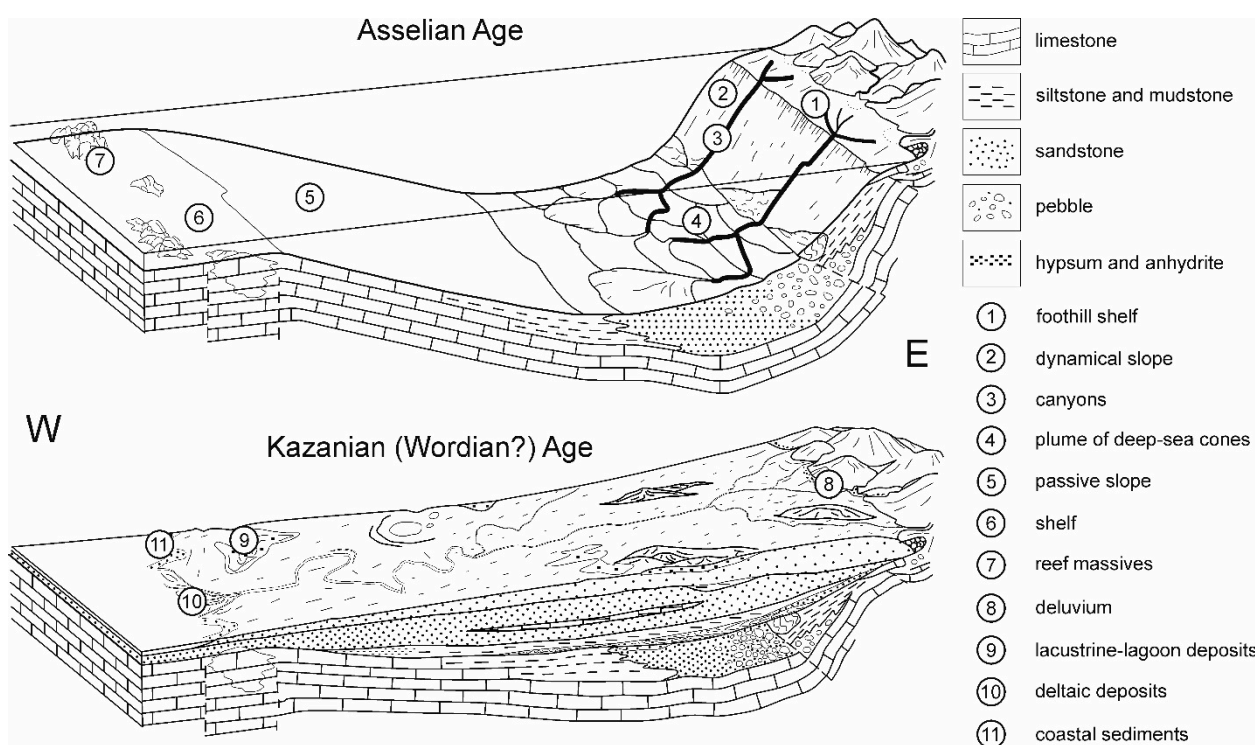 Asselian Age
limestone
siltstone and mudstone
sandstone
pebble
hypsum and anhydrite
1 foothill shelf
2 dynamical slope
3 canyons
4 plume of deep-sea cones
5 passive slope
6 shelf
7 reef massives
8 deluvium
9 lacustrine-lagoon deposits
10 deltaic deposits
11 coastal sediments
2
1
3
7
5
6
4
E
W
Kazanian (Wordian?) Age
8
11
9
10